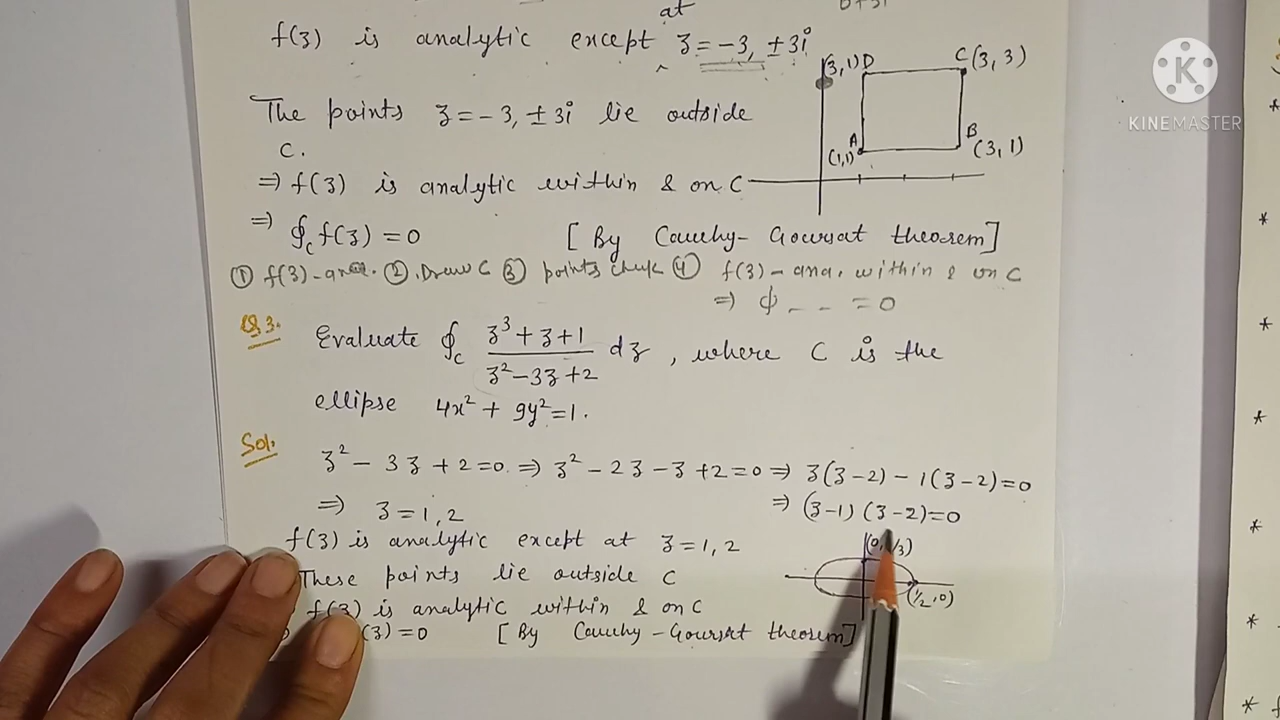 at
f(z) is analytic except z = -3, ±3i
The points z = -3, ±3i lie outside
C.
⇒ f(z) is analytic within & on C
⇒ ∮c f(z) = 0 [By Cauchy-Goursat theorem]
(3,1) D C (3, 3)
A B
(1,1) (3, 1)
KINEMASTER
① f(z)-ana. ② Draw C ③ points check ④ f(z)-ana. within & on C
⇒ ∮ - - = 0
Q3. Evaluate ∮c (z³+z+1)/(z²-3z+2) dz, where C is the
ellipse 4x² + 9y² = 1.
Sol. z² - 3z + 2=0. ⇒ z² - 2z - z + 2 = 0 ⇒ z(z-2) - 1(z-2)=0
⇒ z = 1, 2 ⇒ (z-1) (z-2)=0
f(z) is analytic except at z = 1, 2
These points lie outside C
f(z) is analytic within & on C
(z) = 0 [By Cauchy-Goursat theorem]
(1/2, 0)